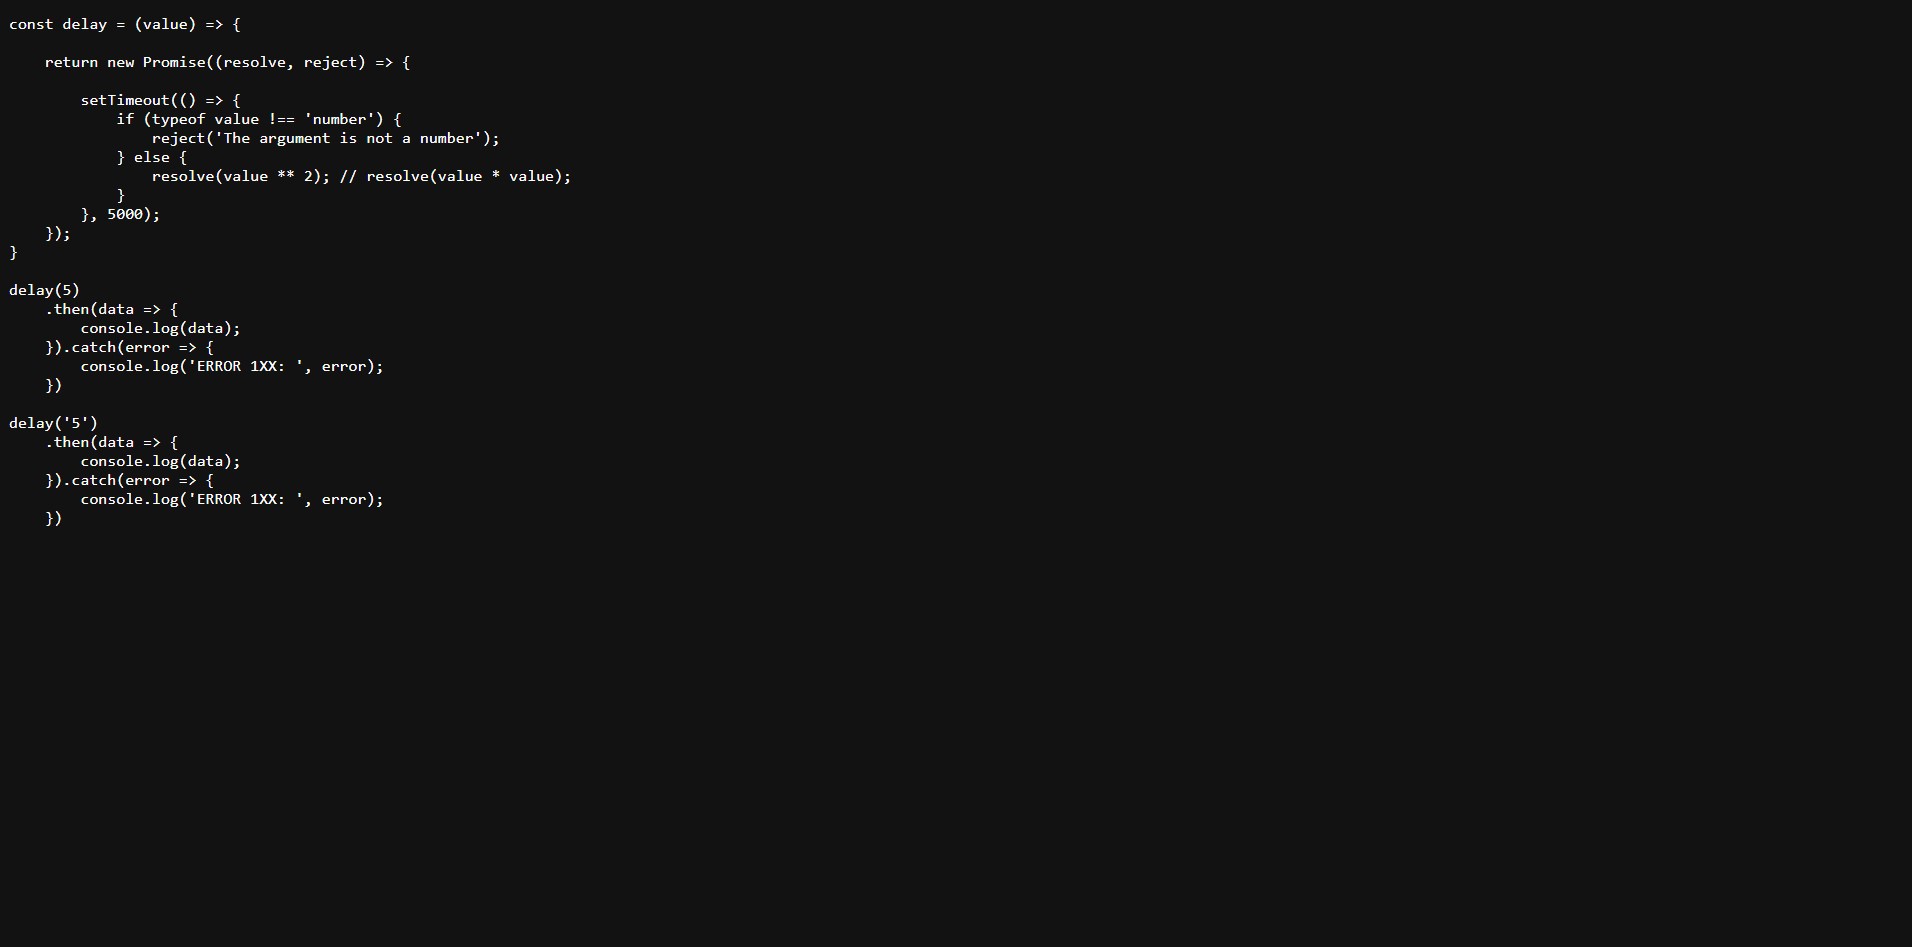 const delay = (value) => {
    return new Promise((resolve, reject) => {
        setTimeout(() => {
            if (typeof value !== 'number') {
                reject('The argument is not a number');
            } else {
                resolve(value ** 2); // resolve(value * value);
            }
        }, 5000);
    });
}
delay(5)
    .then(data => {
        console.log(data);
    }).catch(error => {
        console.log('ERROR 1XX: ', error);
    })
delay('5')
    .then(data => {
        console.log(data);
    }).catch(error => {
        console.log('ERROR 1XX: ', error);
    })